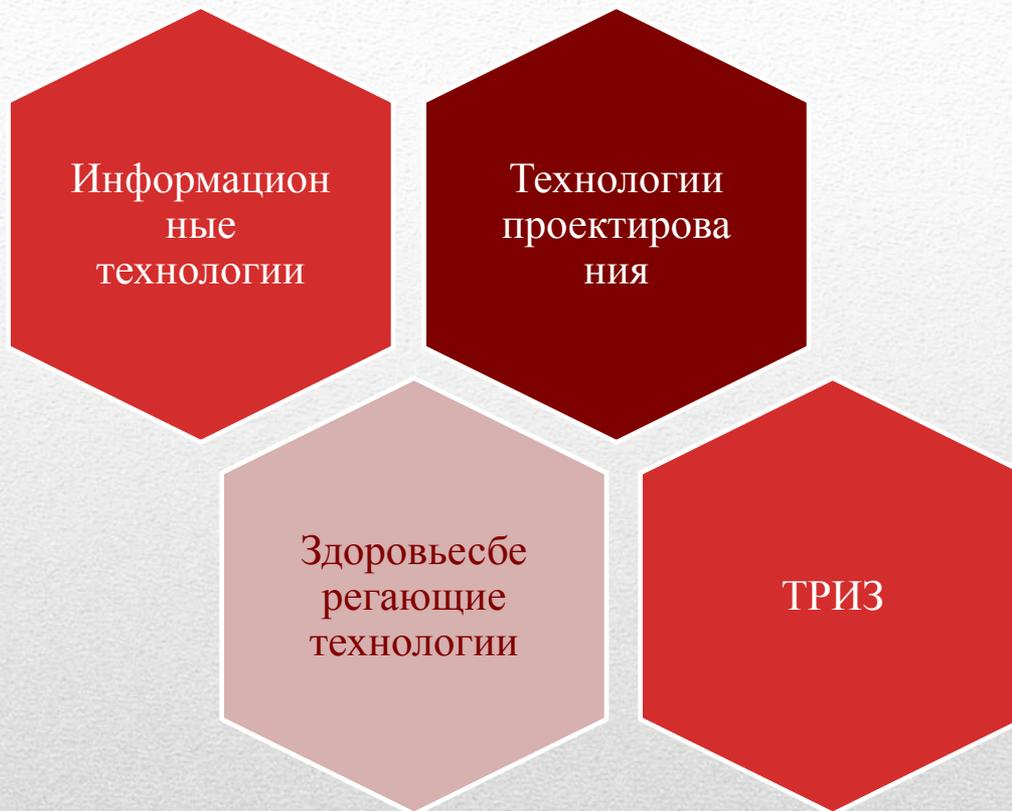 Информацион
ные
технологии
Технологии
проектирова
ния
Здоровьесбе
регающие
технологии
ТРИЗ